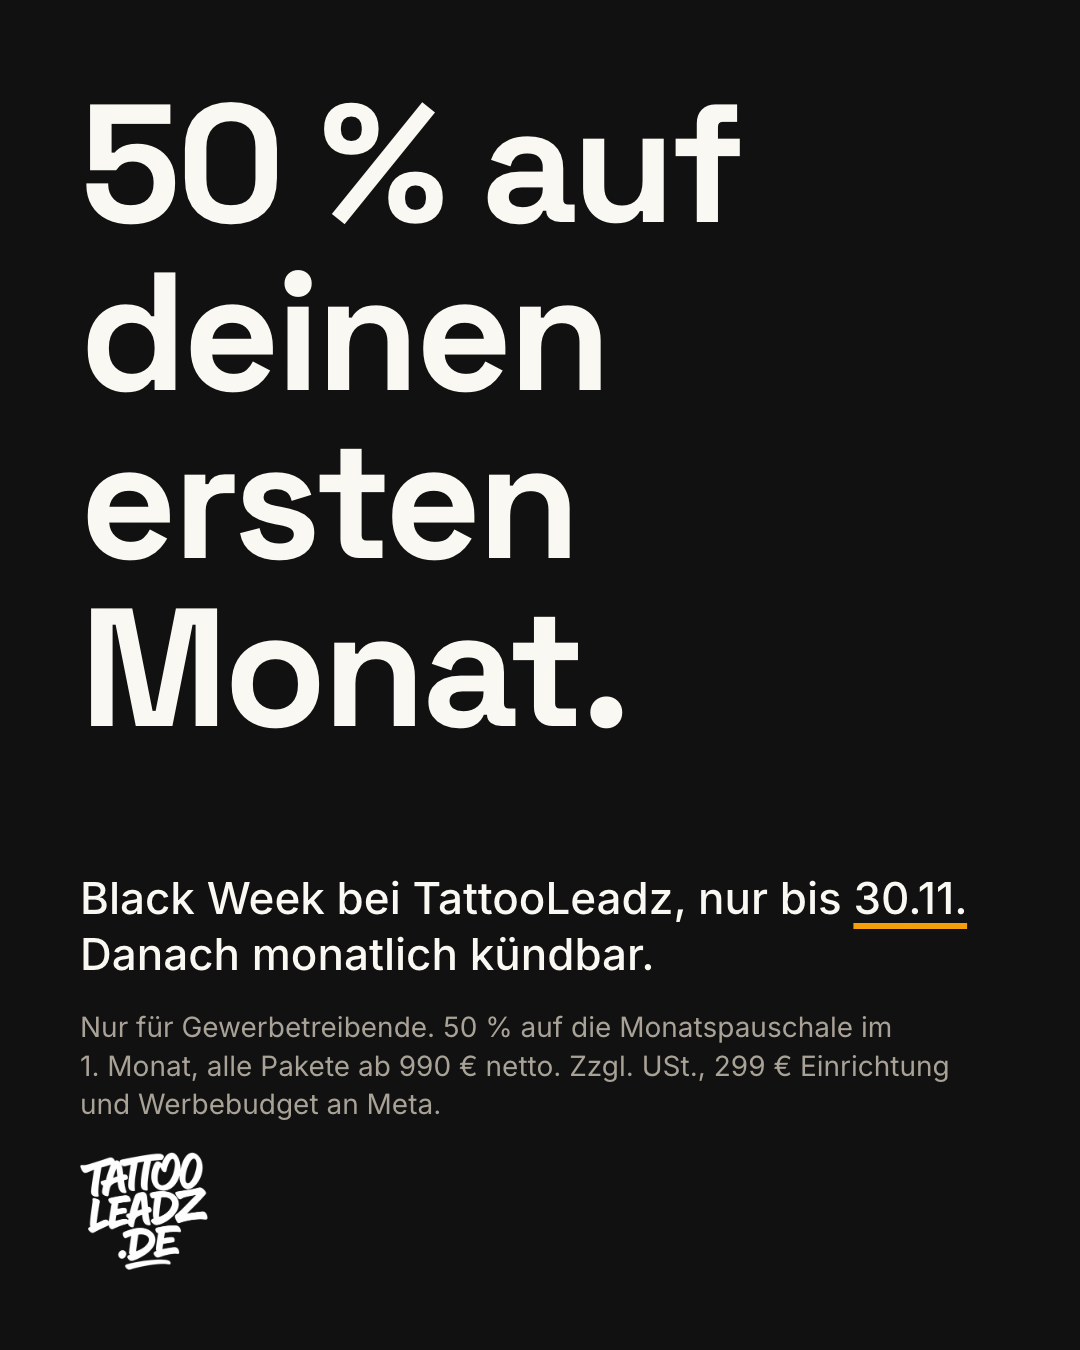 50 % auf
deinen
ersten
Monat.
Black Week bei TattooLeadz, nur bis 30.11.
Danach monatlich kündbar.
Nur für Gewerbetreibende. 50 % auf die Monatspauschale im
1. Monat, alle Pakete ab 990 € netto. Zzgl. USt., 299 € Einrichtung
und Werbebudget an Meta.
TATTOO
LEADZ
.DE